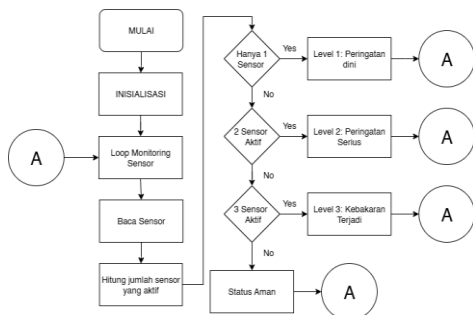 MULAI
INISIALISASI
A
Loop Monitoring
Sensor
Baca Sensor
Hitung jumlah sensor
yang aktif
Hanya 1
Sensor
Yes
Level 1: Peringatan
dini
A
No
2 Sensor
Aktif
Yes
Level 2: Peringatan
Serius
A
No
3 Sensor
Aktif
Yes
Level 3: Kebakaran
Terjadi
A
No
Status Aman
A